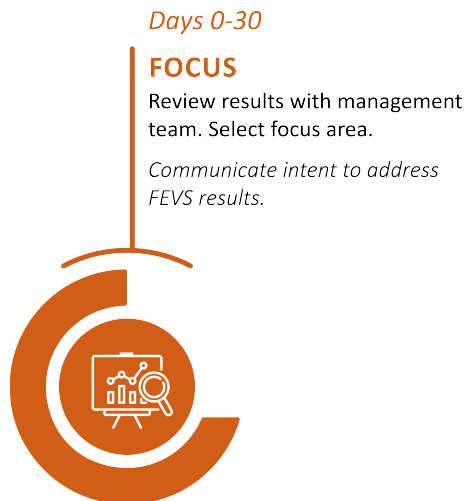 Days 0-30
FOCUS
Review results with management
team. Select focus area.
Communicate intent to address
FEVS results.